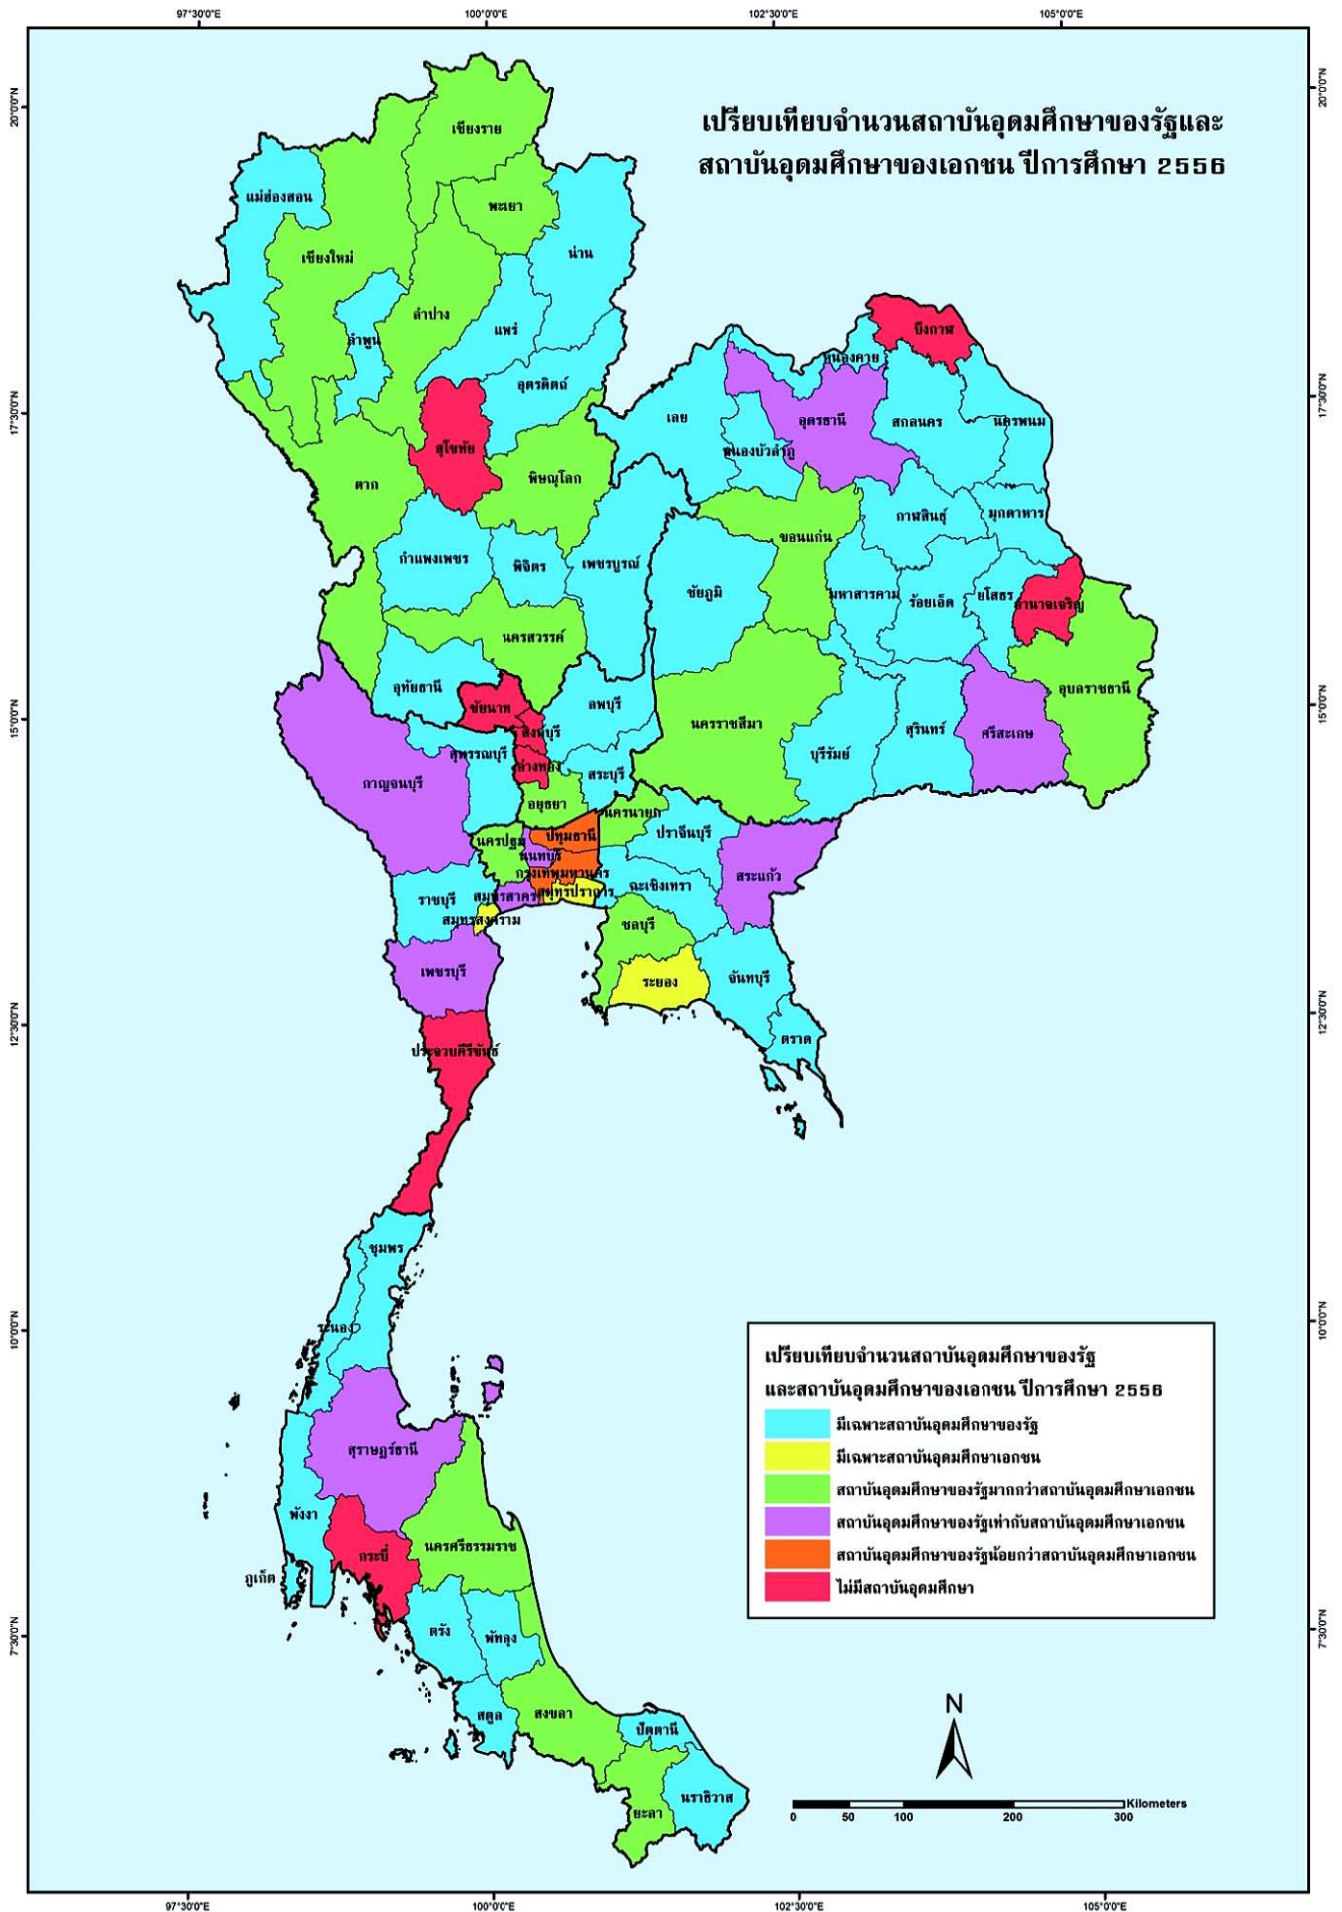 97°30'0"E
100°0'0"E
102°30'0"E
105°0'0"E
20°0'0"N
20°0'0"N
เปรียบเทียบจำนวนสถาบันอุดมศึกษาของรัฐและ
สถาบันอุดมศึกษาของเอกชน ปีการศึกษา 2556
เชียงราย
แม่ฮ่องสอน
พะเยา
เชียงใหม่
น่าน
ลำปาง
แพร่
ลำพูน
บึงกาฬ
หนองคาย
อุตรดิตถ์
17°30'0"N
17°30'0"N
เลย
อุดรธานี
สกลนคร
นครพนม
สุโขทัย
หนองบัวลำภู
ตาก
พิษณุโลก
กาฬสินธุ์
มุกดาหาร
ขอนแก่น
กำแพงเพชร
พิจิตร
เพชรบูรณ์
ชัยภูมิ
มหาสารคาม
ร้อยเอ็ด
ยโสธร
อำนาจเจริญ
นครสวรรค์
อุทัยธานี
อุบลราชธานี
15°0'0"N
15°0'0"N
ชัยนาท
ลพบุรี
นครราชสีมา
สิงห์บุรี
สุรินทร์
ศรีสะเกษ
สุพรรณบุรี
บุรีรัมย์
อ่างทอง
สระบุรี
กาญจนบุรี
อยุธยา
นครนายก
ปราจีนบุรี
ปทุมธานี
นครปฐม
นนทบุรี
กรุงเทพมหานคร
สระแก้ว
ฉะเชิงเทรา
สมุทรปราการ
ราชบุรี
สมุทรสาคร
สมุทรสงคราม
ชลบุรี
เพชรบุรี
ระยอง
จันทบุรี
12°30'0"N
12°30'0"N
ตราด
ประจวบคีรีขันธ์
ชุมพร
10°0'0"N
10°0'0"N
ระนอง
เปรียบเทียบจำนวนสถาบันอุดมศึกษาของรัฐ
และสถาบันอุดมศึกษาของเอกชน ปีการศึกษา 2556
มีเฉพาะสถาบันอุดมศึกษาของรัฐ
มีเฉพาะสถาบันอุดมศึกษาเอกชน
สถาบันอุดมศึกษาของรัฐมากกว่าสถาบันอุดมศึกษาเอกชน
สถาบันอุดมศึกษาของรัฐเท่ากับสถาบันอุดมศึกษาเอกชน
สถาบันอุดมศึกษาของรัฐน้อยกว่าสถาบันอุดมศึกษาเอกชน
ไม่มีสถาบันอุดมศึกษา
สุราษฎร์ธานี
พังงา
นครศรีธรรมราช
กระบี่
ภูเก็ต
7°30'0"N
7°30'0"N
ตรัง
พัทลุง
สตูล
สงขลา
ปัตตานี
นราธิวาส
ยะลา
N
Kilometers
0 50 100 200 300
97°30'0"E
100°0'0"E
102°30'0"E
105°0'0"E